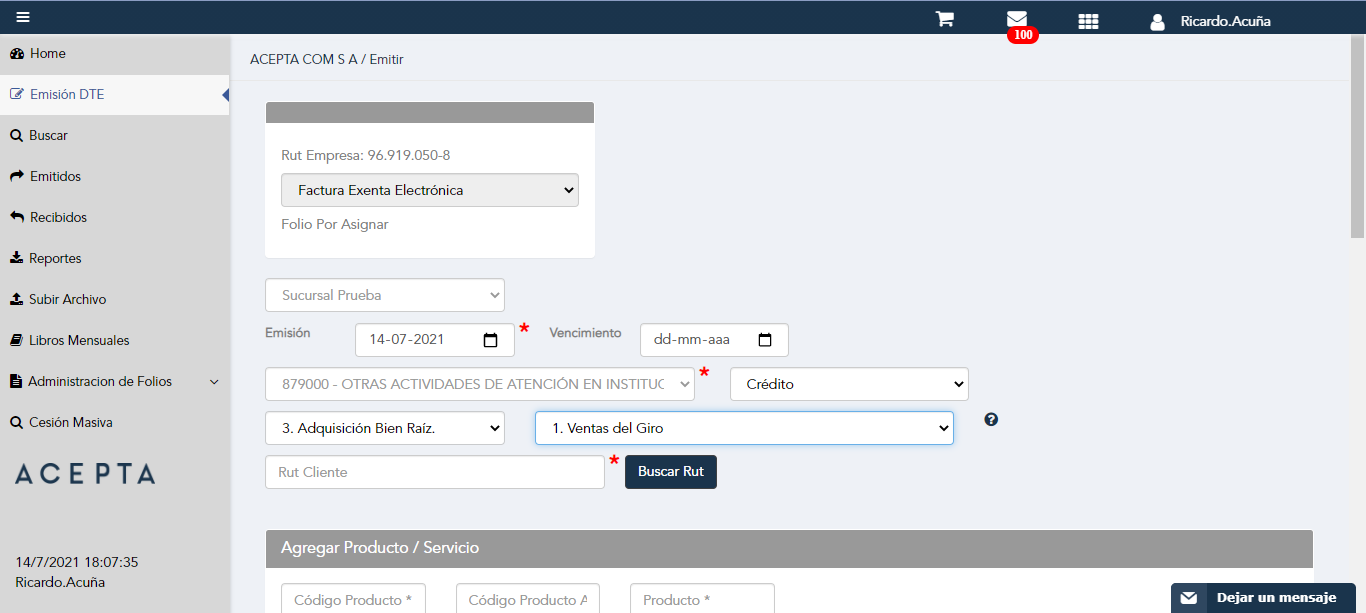 100
Ricardo.Acuña
Home
Emisión DTE
Buscar
Emitidos
Recibidos
Reportes
Subir Archivo
Libros Mensuales
Administracion de Folios
Cesión Masiva
ACEPTA
14/7/2021 18:07:35
Ricardo.Acuña
ACEPTA COM S A / Emitir
Rut Empresa: 96.919.050-8
Factura Exenta Electrónica
Folio Por Asignar
Sucursal Prueba
Emisión 14-07-2021 * Vencimiento dd-mm-aaa
879000 - OTRAS ACTIVIDADES DE ATENCIÓN EN INSTITUC * Crédito
3. Adquisición Bien Raíz. 1. Ventas del Giro ?
Rut Cliente * Buscar Rut
Agregar Producto / Servicio
Código Producto * Código Producto A Producto *
Dejar un mensaje